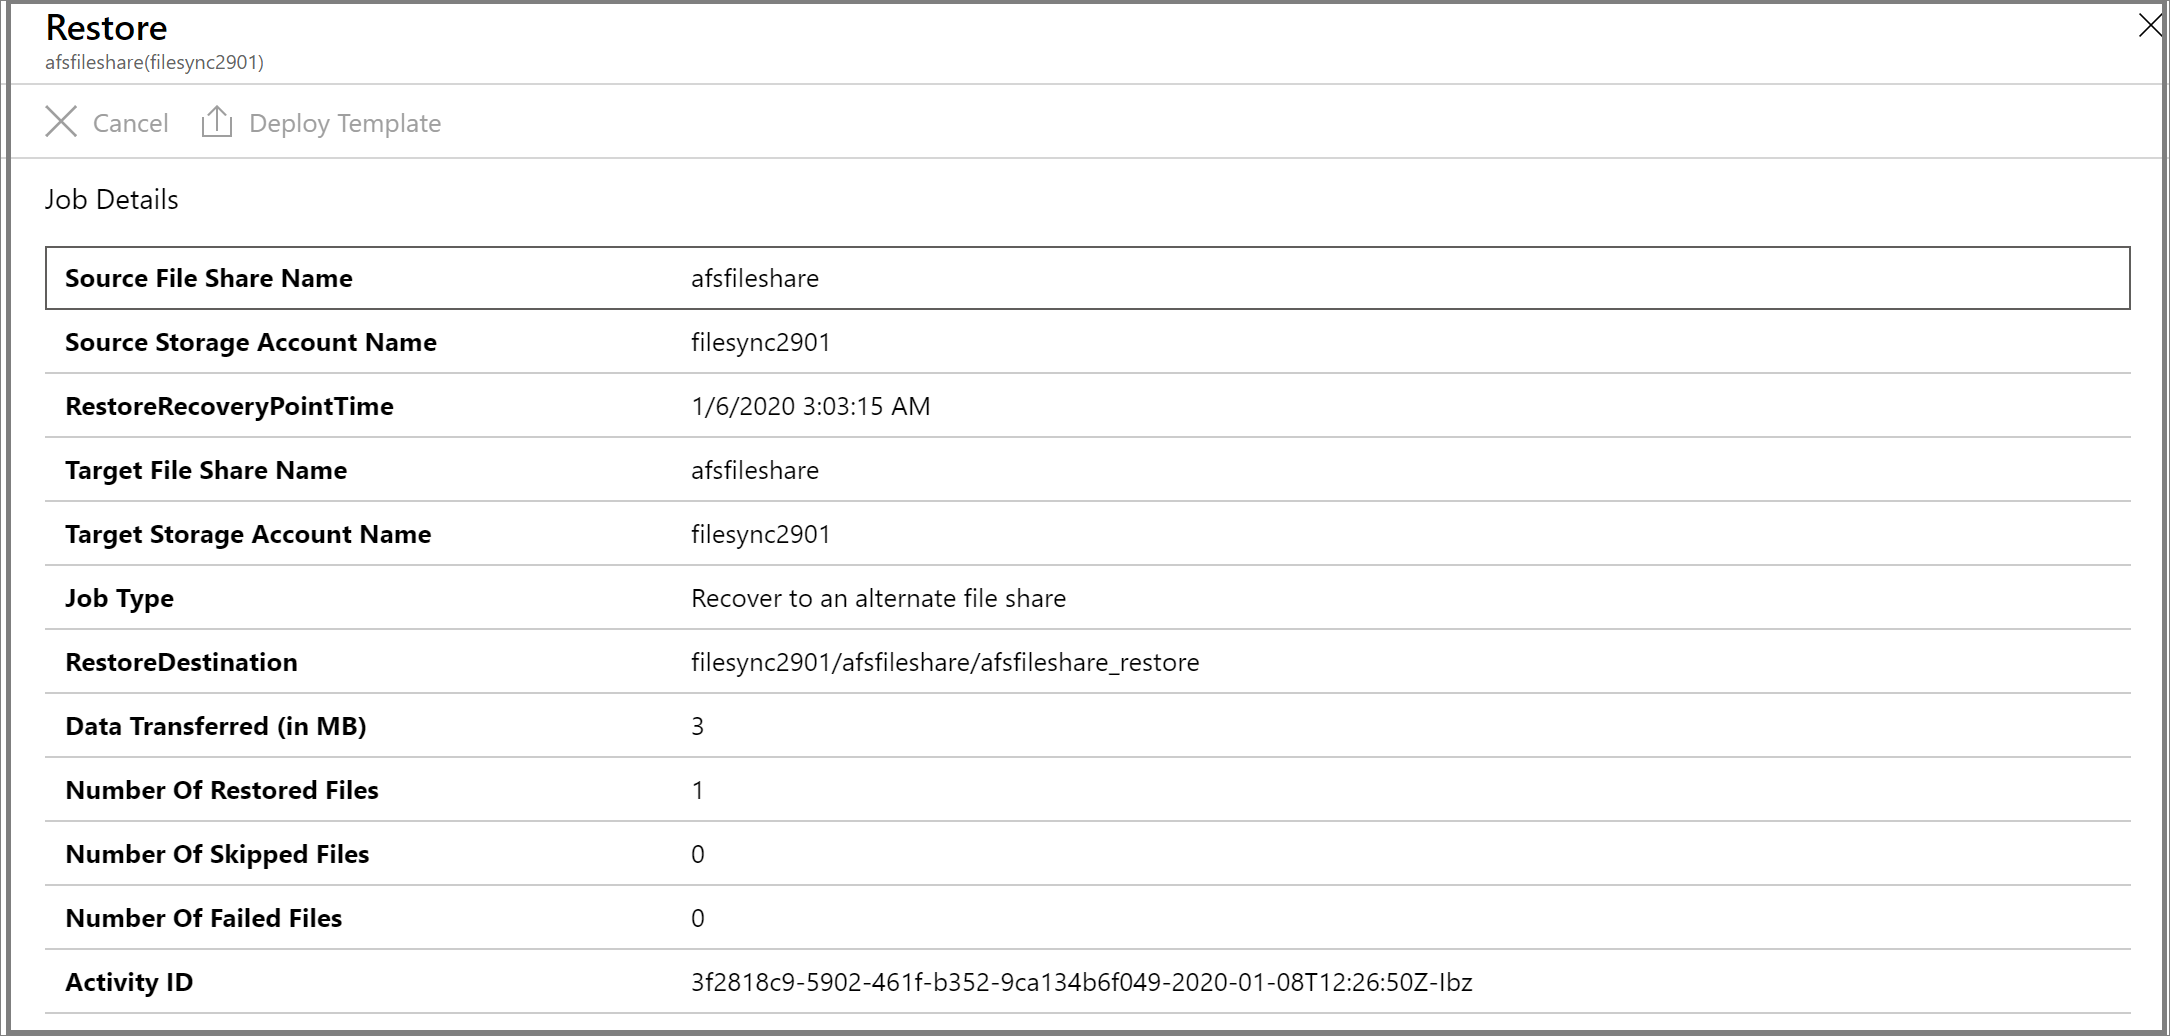 Restore
afsfileshare(filesync2901)
Cancel Deploy Template
Job Details
Source File Share Name afsfileshare
Source Storage Account Name filesync2901
RestoreRecoveryPointTime 1/6/2020 3:03:15 AM
Target File Share Name afsfileshare
Target Storage Account Name filesync2901
Job Type Recover to an alternate file share
RestoreDestination filesync2901/afsfileshare/afsfileshare_restore
Data Transferred (in MB) 3
Number Of Restored Files 1
Number Of Skipped Files 0
Number Of Failed Files 0
Activity ID 3f2818c9-5902-461f-b352-9ca134b6f049-2020-01-08T12:26:50Z-Ibz